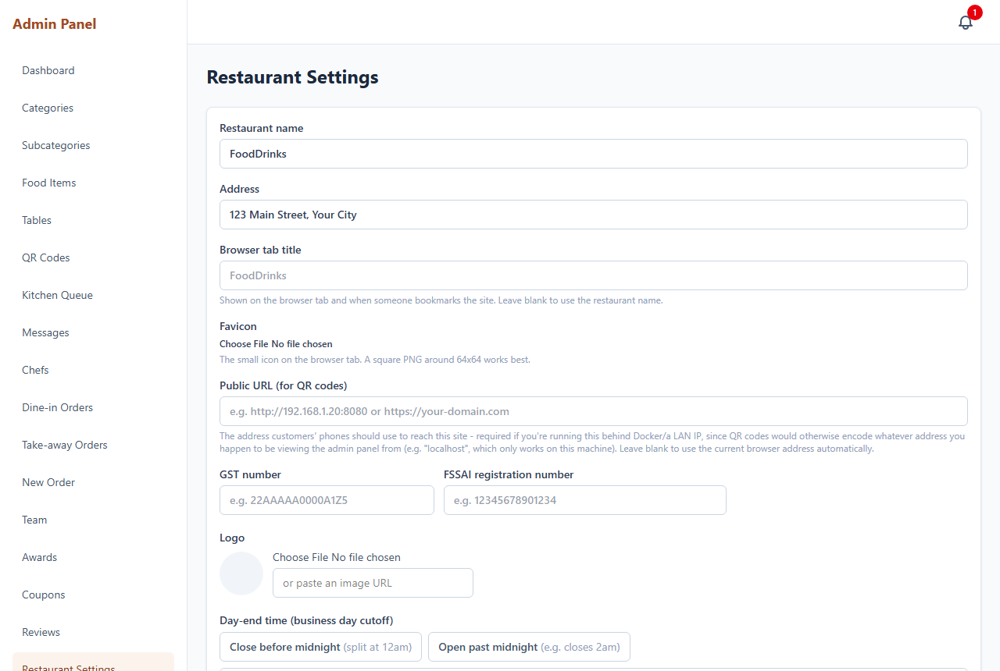 Admin Panel
1
Dashboard
Categories
Subcategories
Food Items
Tables
QR Codes
Kitchen Queue
Messages
Chefs
Dine-in Orders
Take-away Orders
New Order
Team
Awards
Coupons
Reviews
Restaurant Settings
Restaurant Settings
Restaurant name
FoodDrinks
Address
123 Main Street, Your City
Browser tab title
FoodDrinks
Shown on the browser tab and when someone bookmarks the site. Leave blank to use the restaurant name.
Favicon
Choose File No file chosen
The small icon on the browser tab. A square PNG around 64x64 works best.
Public URL (for QR codes)
e.g. http://192.168.1.20:8080 or https://your-domain.com
The address customers' phones should use to reach this site - required if you're running this behind Docker/a LAN IP, since QR codes would otherwise encode whatever address you
happen to be viewing the admin panel from (e.g. "localhost", which only works on this machine). Leave blank to use the current browser address automatically.
GST number
FSSAI registration number
e.g. 22AAAAA0000A1Z5
e.g. 12345678901234
Logo
Choose File No file chosen
or paste an image URL
Day-end time (business day cutoff)
Close before midnight (split at 12am)
Open past midnight (e.g. closes 2am)